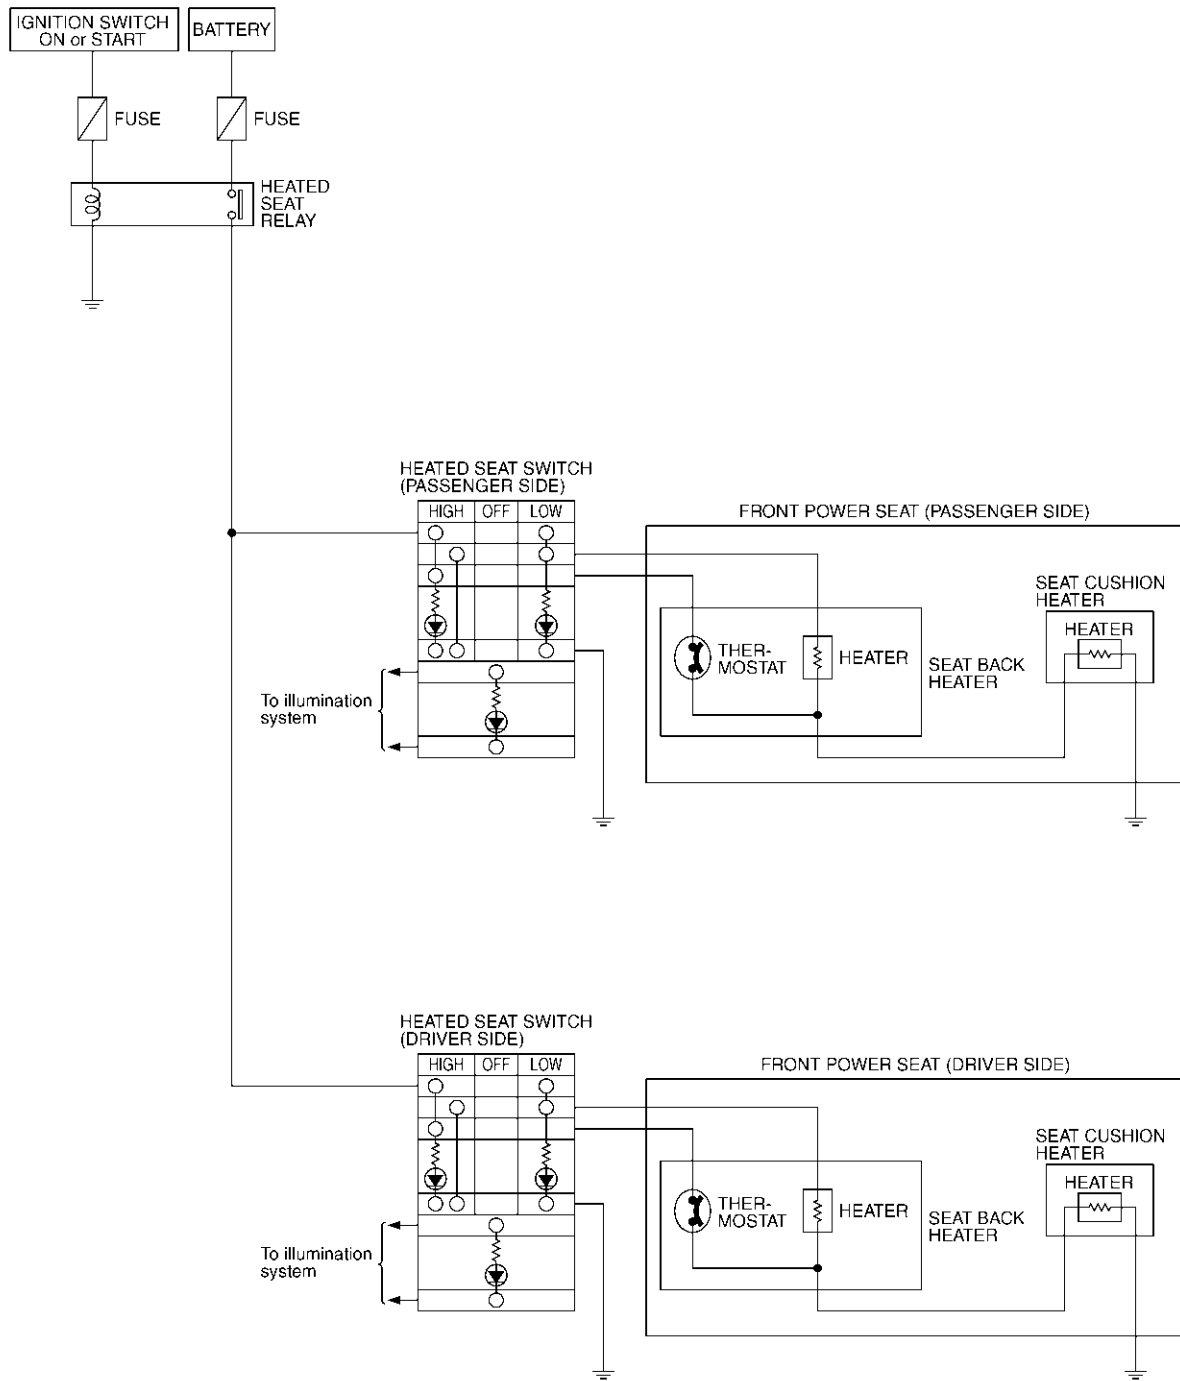 IGNITION SWITCH
ON or START
BATTERY
FUSE
FUSE
HEATED
SEAT
RELAY
HEATED SEAT SWITCH
(PASSENGER SIDE)
HIGH OFF LOW
FRONT POWER SEAT (PASSENGER SIDE)
SEAT CUSHION
HEATER
HEATER
THER-
MOSTAT
HEATER
SEAT BACK
HEATER
To illumination
system
HEATED SEAT SWITCH
(DRIVER SIDE)
HIGH OFF LOW
FRONT POWER SEAT (DRIVER SIDE)
SEAT CUSHION
HEATER
HEATER
THER-
MOSTAT
HEATER
SEAT BACK
HEATER
To illumination
system